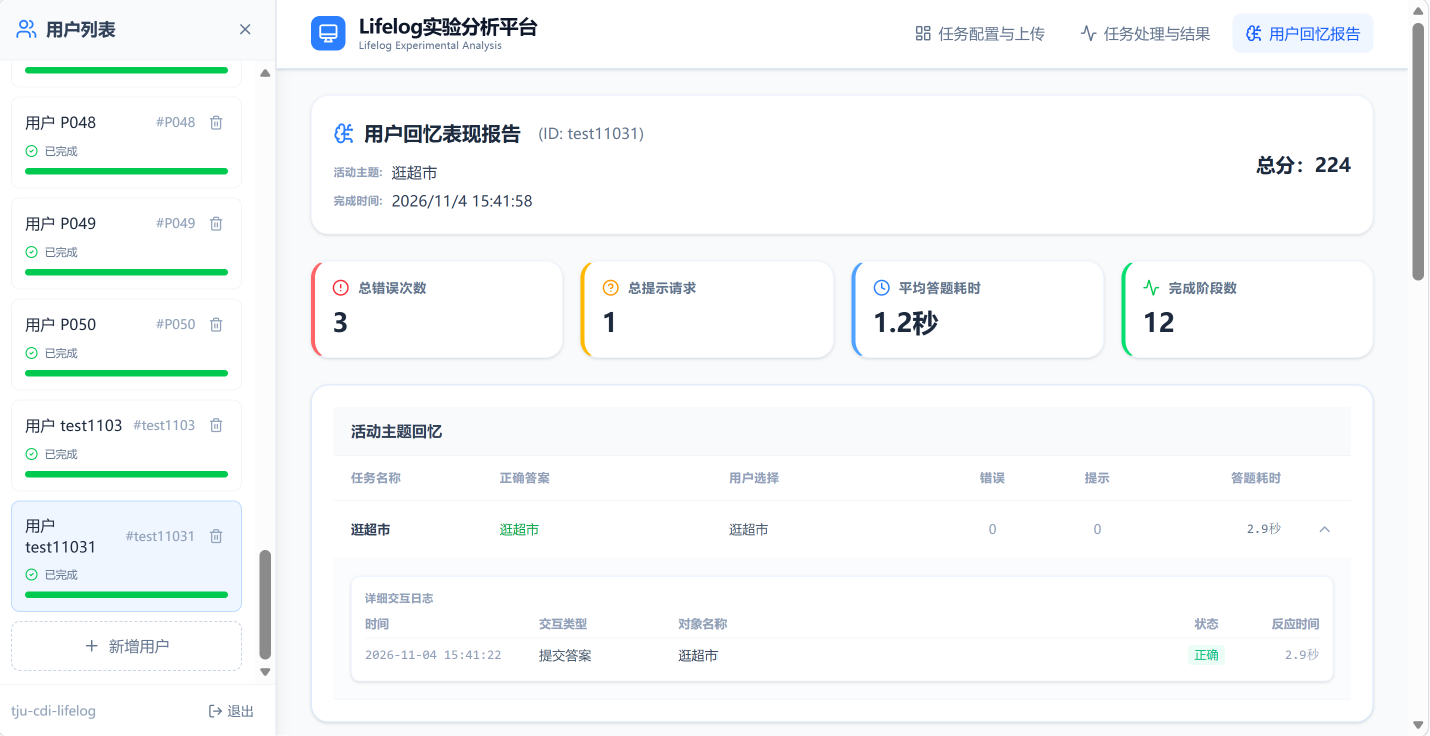 用户列表
用户 P048 #P048
已完成
用户 P049 #P049
已完成
用户 P050 #P050
已完成
用户 test1103 #test1103
已完成
用户
test11031 #test11031
已完成
新增用户
tju-cdi-lifelog 退出
Lifelog实验分析平台
Lifelog Experimental Analysis
任务配置与上传 任务处理与结果 用户回忆报告
用户回忆表现报告 (ID: test11031)
活动主题: 逛超市
完成时间: 2026/11/4 15:41:58
总分：224
总错误次数
3
总提示请求
1
平均答题耗时
1.2秒
完成阶段数
12
活动主题回忆
任务名称 正确答案 用户选择 错误 提示 答题耗时
逛超市 逛超市 逛超市 0 0 2.9秒
详细交互日志
时间 交互类型 对象名称 状态 反应时间
2026-11-04 15:41:22 提交答案 逛超市 正确 2.9秒